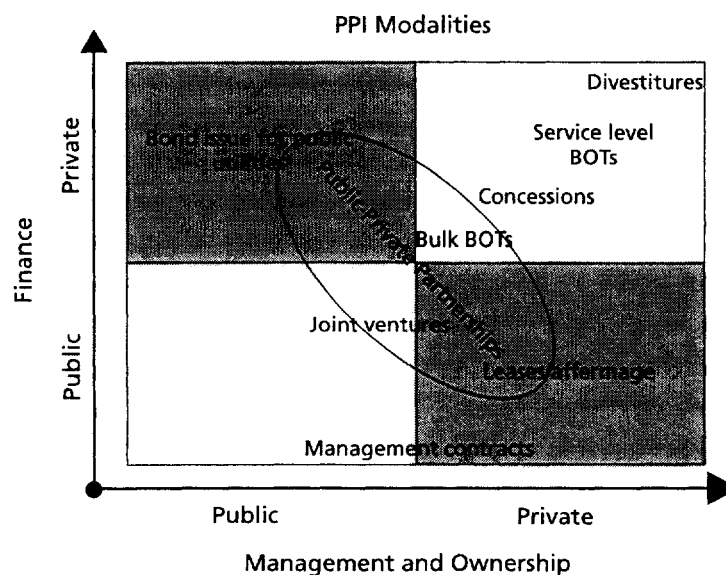 PPI Modalities
Divestitures
Bond issue for public
utilities
Service level
BOTs
Concessions
Public-Private Partnerships
Bulk BOTs
Joint ventures
Leases/affermage
Management contracts
Finance
Private
Public
Public
Private
Management and Ownership